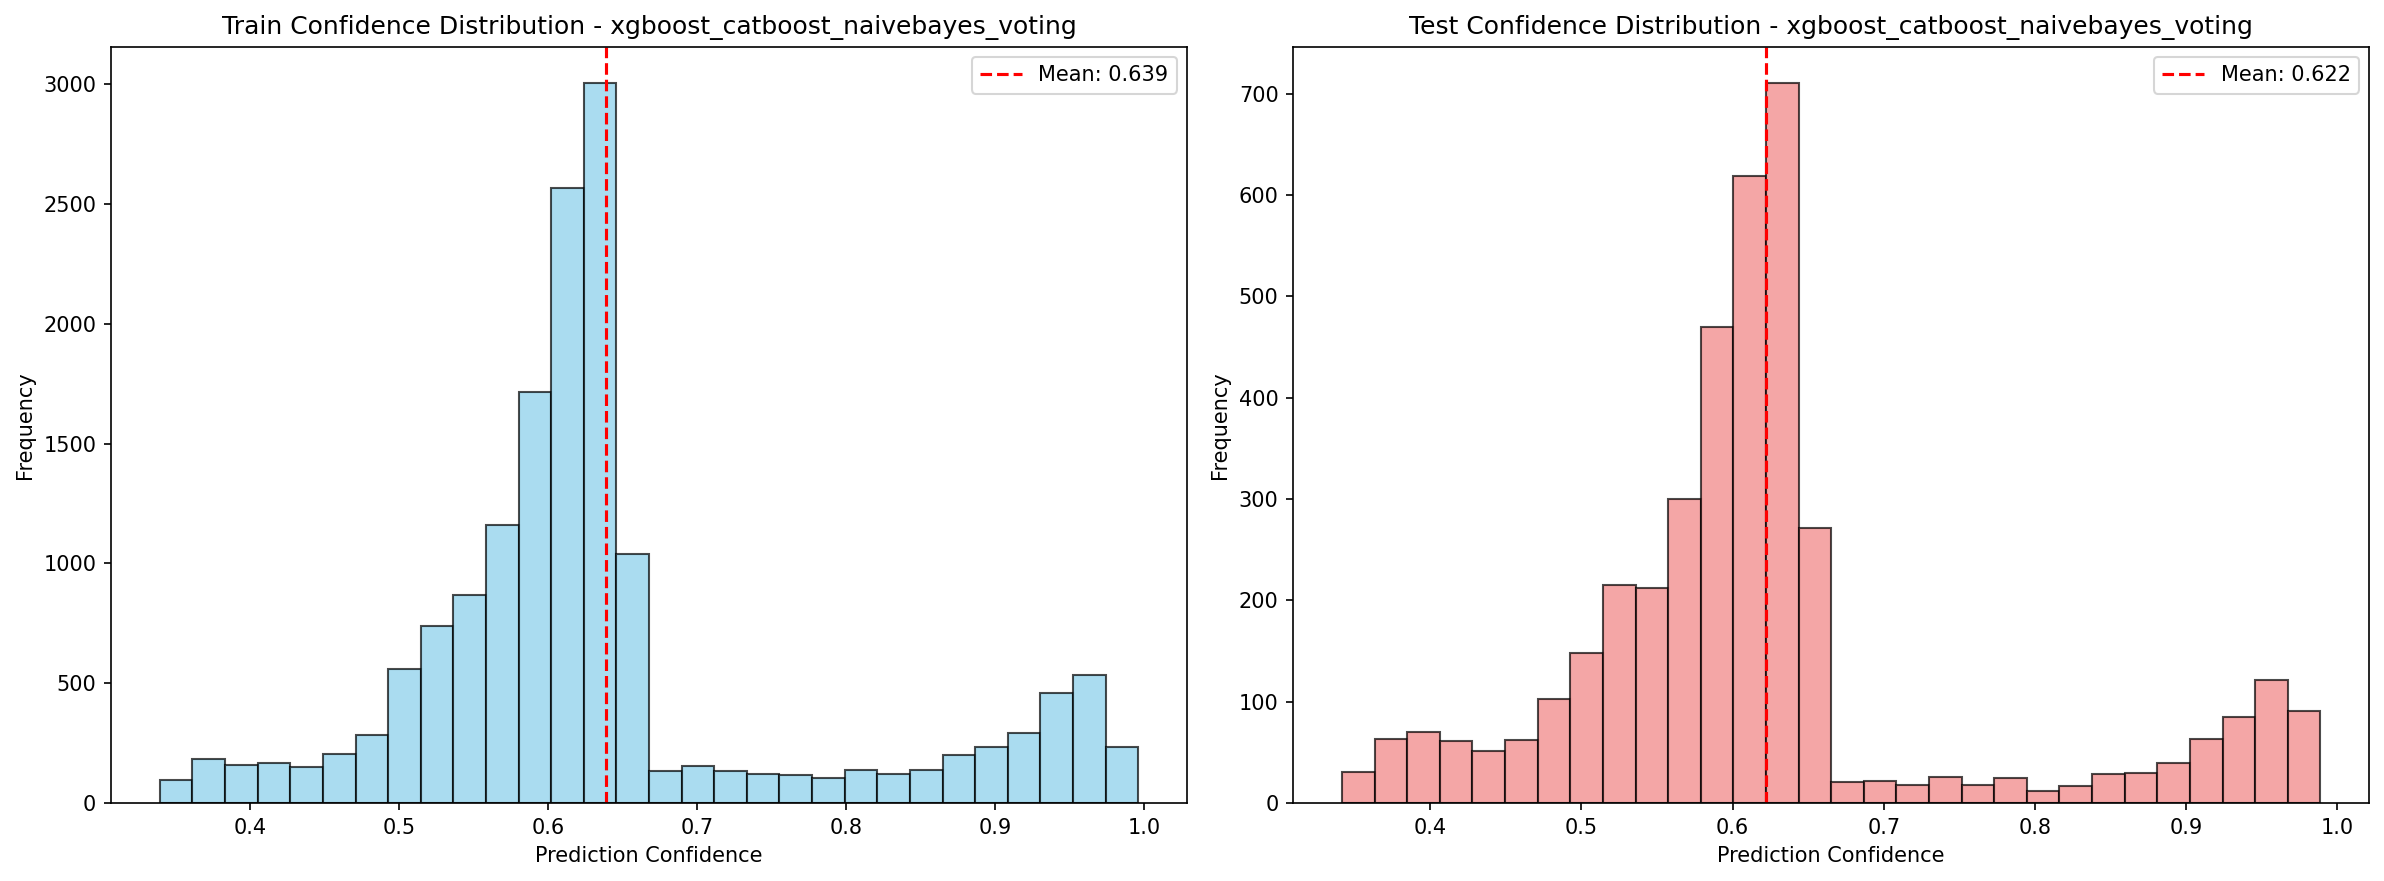 Train Confidence Distribution - xgboost_catboost_naivebayes_voting
Mean: 0.639
Frequency
3000
2500
2000
1500
1000
500
0
0.4 0.5 0.6 0.7 0.8 0.9 1.0
Prediction Confidence
Test Confidence Distribution - xgboost_catboost_naivebayes_voting
Mean: 0.622
Frequency
700
600
500
400
300
200
100
0
0.4 0.5 0.6 0.7 0.8 0.9 1.0
Prediction Confidence